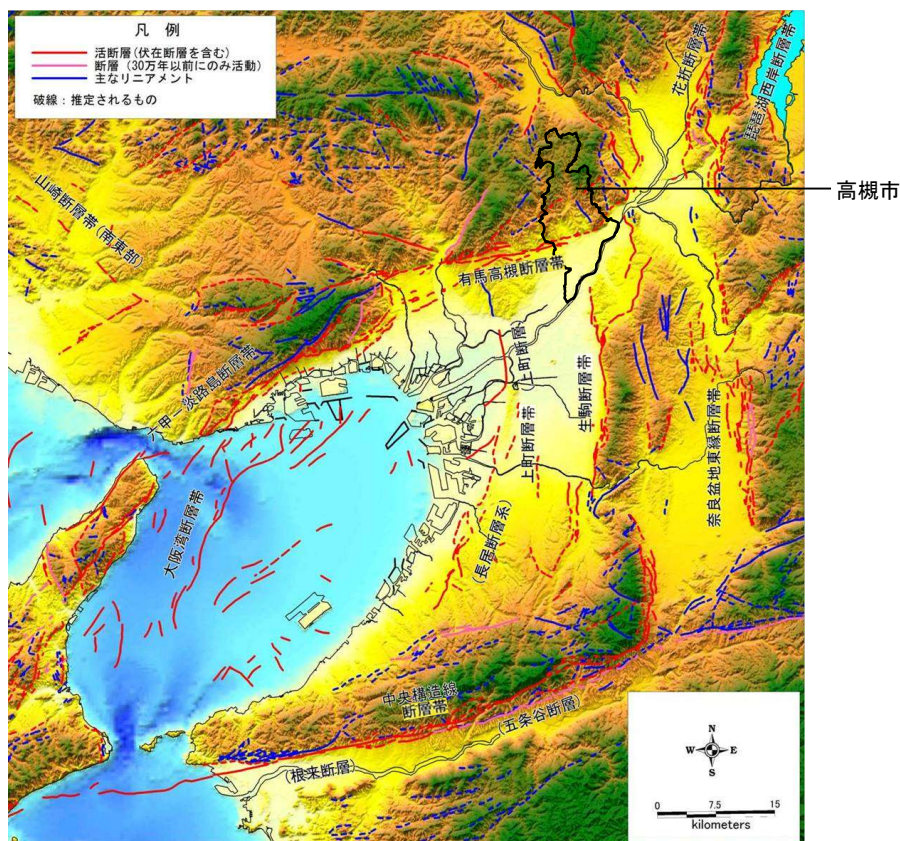 凡 例
活断層(伏在断層を含む)
断層(30万年以前にのみ活動)
主なリニアメント
破線:推定されるもの
花折断層帯
琵琶湖西岸断層帯
高槻市
山崎断層帯(南東部)
有馬高槻断層帯
六甲－淡路島断層帯
上町断層
生駒断層帯
上町断層帯
奈良盆地東縁断層帯
大阪湾断層帯
(長居断層系)
中央構造線
断層帯
(五条谷断層)
(根来断層)
N
W E
S
0 7.5 15
kilometers